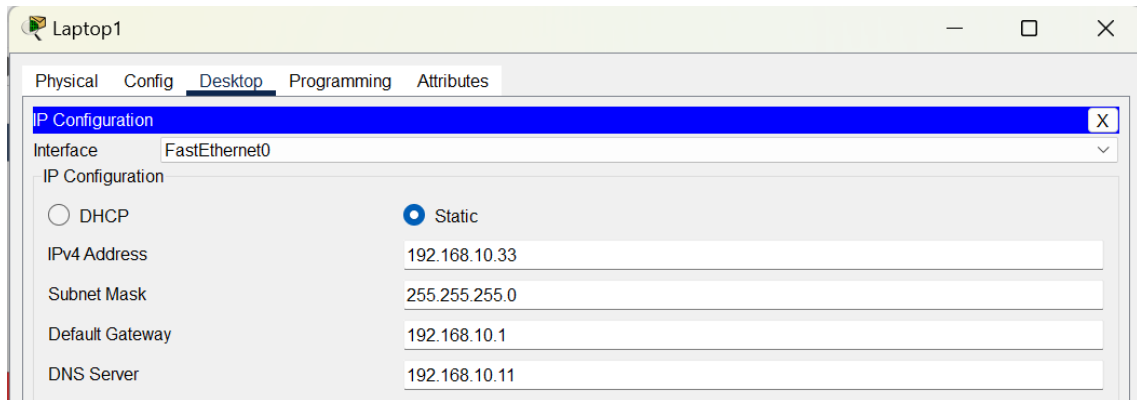 Laptop1
Physical Config Desktop Programming Attributes
IP Configuration X
Interface FastEthernet0
IP Configuration
DHCP Static
IPv4 Address 192.168.10.33
Subnet Mask 255.255.255.0
Default Gateway 192.168.10.1
DNS Server 192.168.10.11